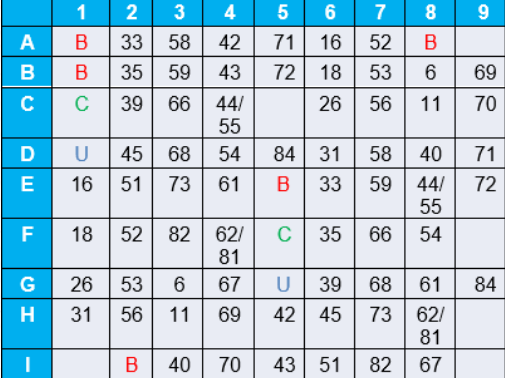 1 2 3 4 5 6 7 8 9
A B 33 58 42 71 16 52 B
B B 35 59 43 72 18 53 6 69
C C 39 66 44/ 26 56 11 70
55
D U 45 68 54 84 31 58 40 71
E 16 51 73 61 B 33 59 44/ 72
55
F 18 52 82 62/ C 35 66 54
81
G 26 53 6 67 U 39 68 61 84
H 31 56 11 69 42 45 73 62/
81
I B 40 70 43 51 82 67